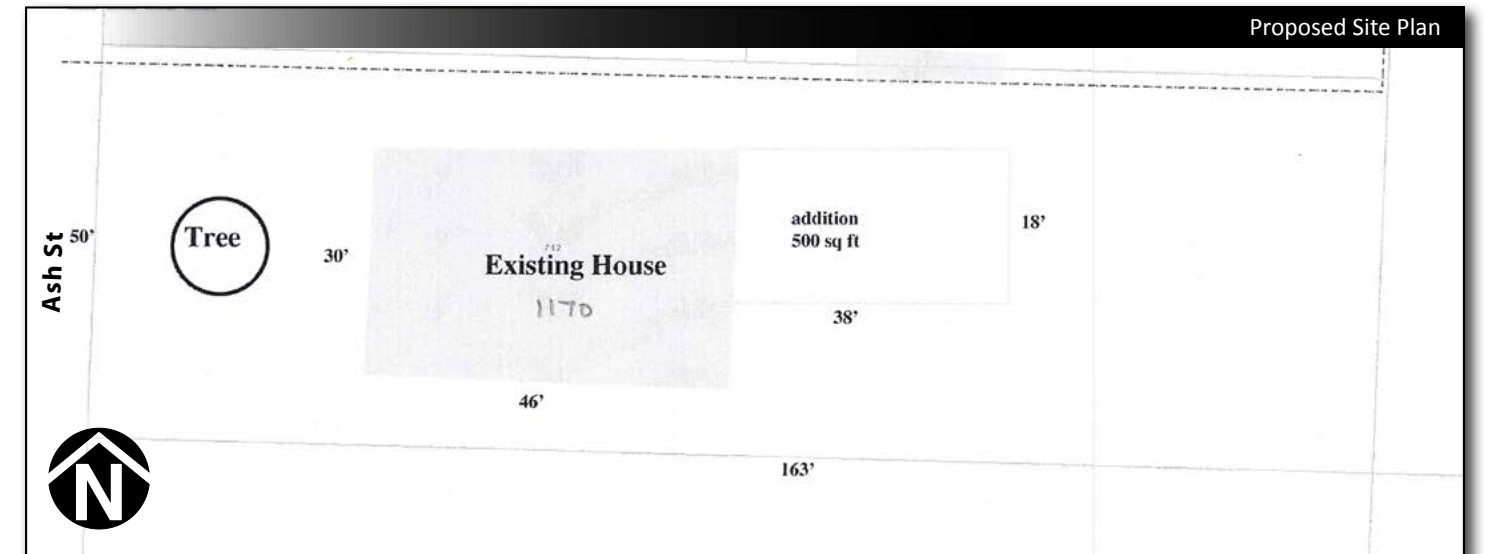 Proposed Site Plan
Ash St
50'
Tree
30'
712
Existing House
1170
46'
addition
500 sq ft
18'
38'
163'
N